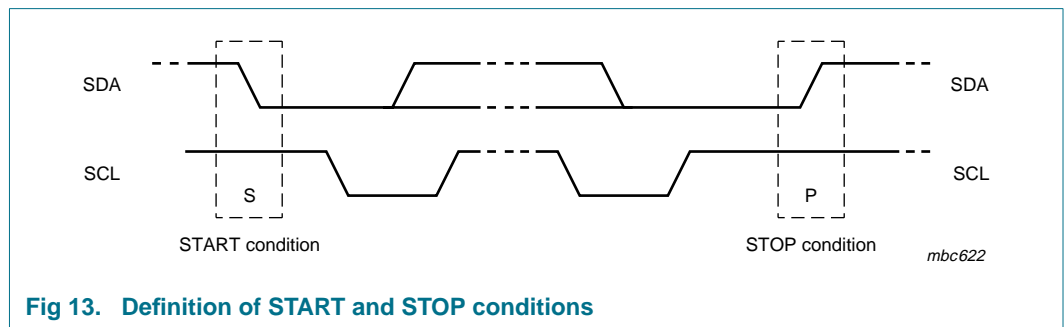 SDA SDA
SCL SCL
S P
START condition STOP condition
mbc622
Fig 13. Definition of START and STOP conditions